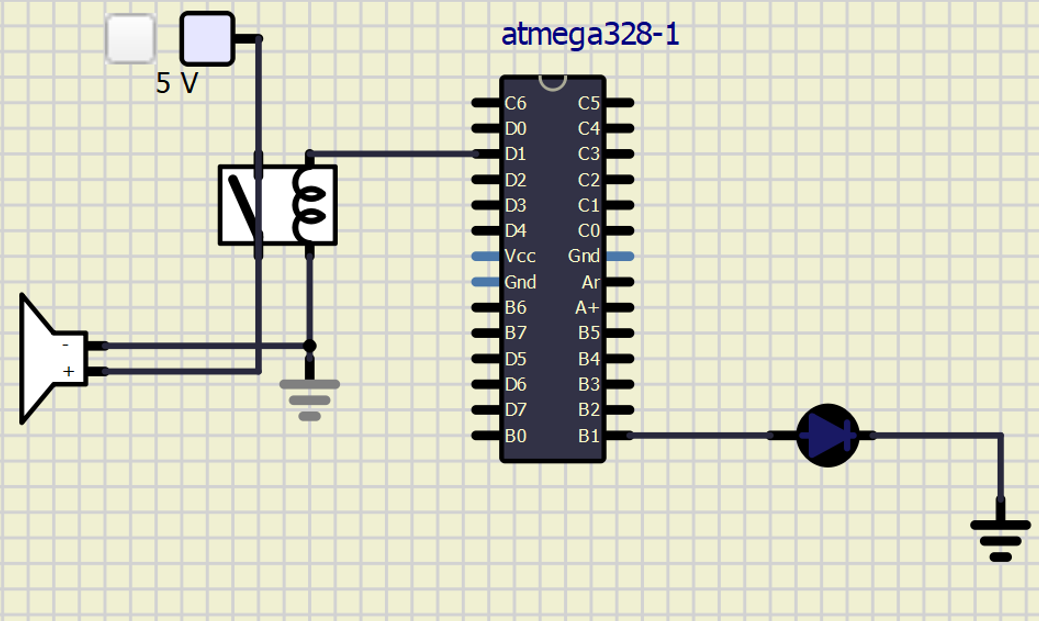 atmega328-1
5 V
C6 C5
D0 C4
D1 C3
D2 C2
D3 C1
D4 C0
Vcc Gnd
Gnd Ar
B6 A+
B7 B5
D5 B4
D6 B3
D7 B2
B0 B1
-
+